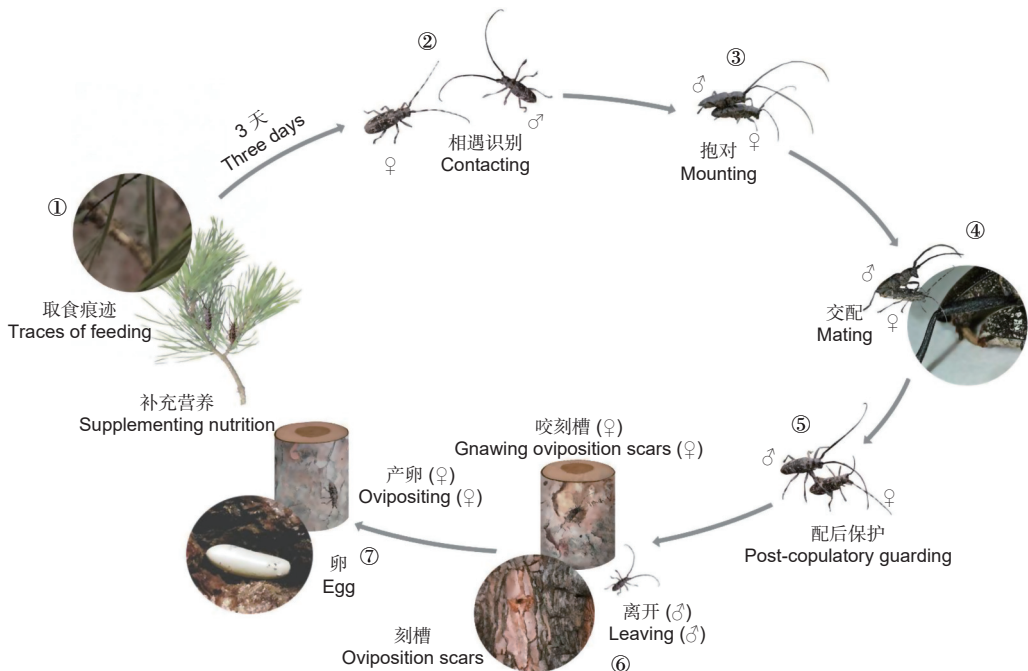 ①
取食痕迹
Traces of feeding
补充营养
Supplementing nutrition
3 天
Three days
②
♀
♂
相遇识别
Contacting
③
♂
♀
抱对
Mounting
④
♂
♀
交配
Mating
⑤
♂
♀
配后保护
Post-copulatory guarding
咬刻槽 (♀)
Gnawing oviposition scars (♀)
离开 (♂)
Leaving (♂)
⑥
刻槽
Oviposition scars
产卵 (♀)
Ovipositing (♀)
⑦
卵
Egg